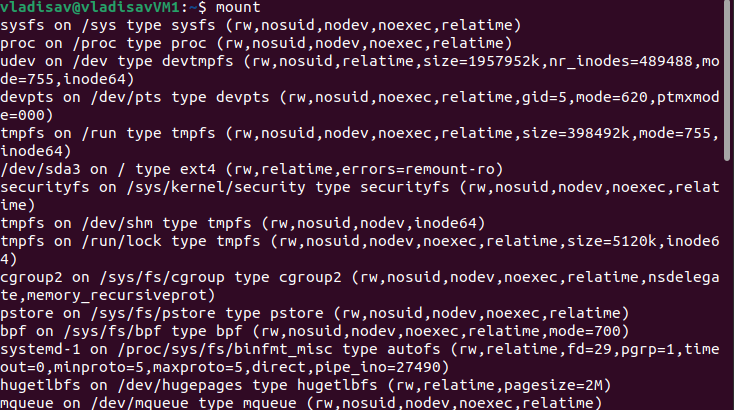 vladisav@vladisavVM1:~$ mount
sysfs on /sys type sysfs (rw,nosuid,nodev,noexec,relatime)
proc on /proc type proc (rw,nosuid,nodev,noexec,relatime)
udev on /dev type devtmpfs (rw,nosuid,relatime,size=1957952k,nr_inodes=489488,mo
de=755,inode64)
devpts on /dev/pts type devpts (rw,nosuid,noexec,relatime,gid=5,mode=620,ptmxmod
e=000)
tmpfs on /run type tmpfs (rw,nosuid,nodev,noexec,relatime,size=398492k,mode=755,
inode64)
/dev/sda3 on / type ext4 (rw,relatime,errors=remount-ro)
securityfs on /sys/kernel/security type securityfs (rw,nosuid,nodev,noexec,relat
ime)
tmpfs on /dev/shm type tmpfs (rw,nosuid,nodev,inode64)
tmpfs on /run/lock type tmpfs (rw,nosuid,nodev,noexec,relatime,size=5120k,inode6
4)
cgroup2 on /sys/fs/cgroup type cgroup2 (rw,nosuid,nodev,noexec,relatime,nsdelega
te,memory_recursiveprot)
pstore on /sys/fs/pstore type pstore (rw,nosuid,nodev,noexec,relatime)
bpf on /sys/fs/bpf type bpf (rw,nosuid,nodev,noexec,relatime,mode=700)
systemd-1 on /proc/sys/fs/binfmt_misc type autofs (rw,relatime,fd=29,pgrp=1,time
out=0,minproto=5,maxproto=5,direct,pipe_ino=27490)
hugetlbfs on /dev/hugepages type hugetlbfs (rw,relatime,pagesize=2M)
mqueue on /dev/mqueue type mqueue (rw,nosuid,nodev,noexec,relatime)